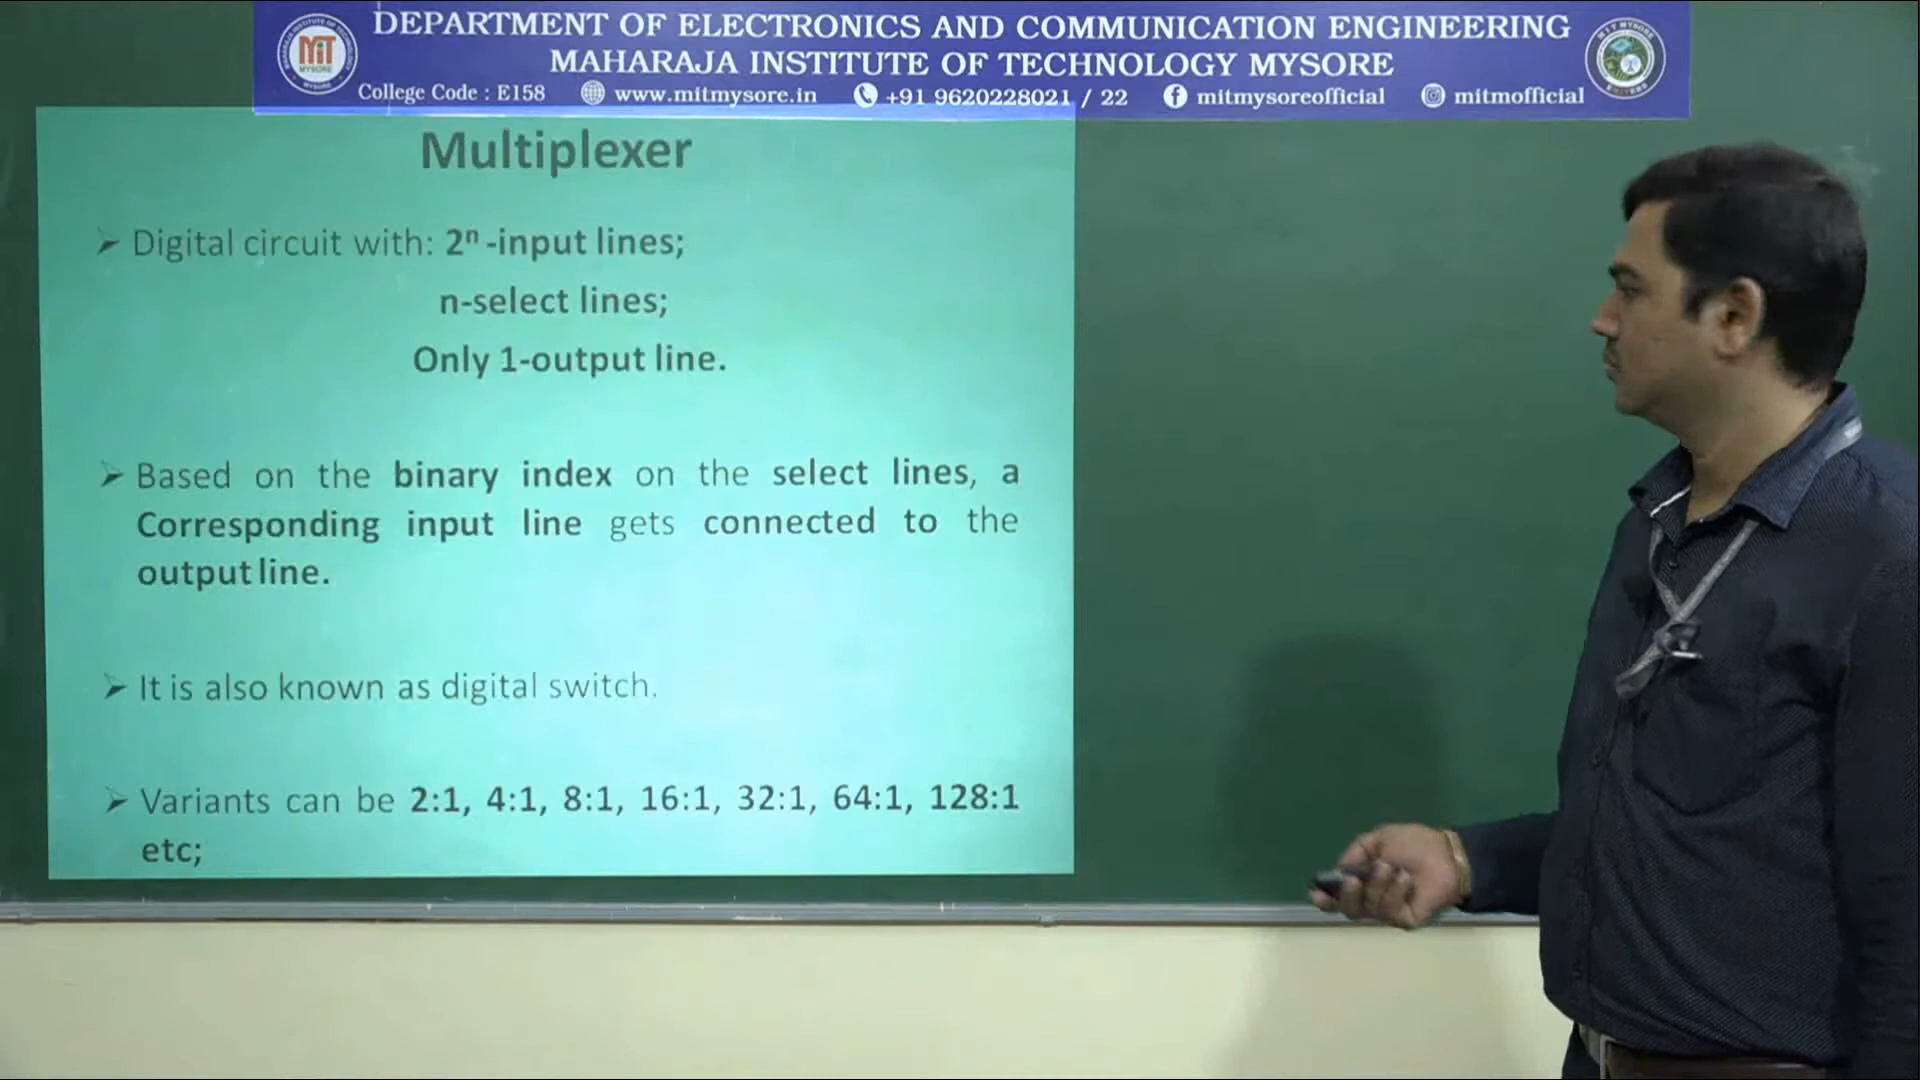 DEPARTMENT OF ELECTRONICS AND COMMUNICATION ENGINEERING
MAHARAJA INSTITUTE OF TECHNOLOGY MYSORE
College Code : E158 www.mitmysore.in +91 9620228021 / 22 mitmysoreofficial mitmofficial
MIT
MYSORE
Multiplexer
➢ Digital circuit with: 2ⁿ -input lines;
n-select lines;
Only 1-output line.
➢ Based on the binary index on the select lines, a
Corresponding input line gets connected to the
output line.
➢ It is also known as digital switch.
➢ Variants can be 2:1, 4:1, 8:1, 16:1, 32:1, 64:1, 128:1
etc;